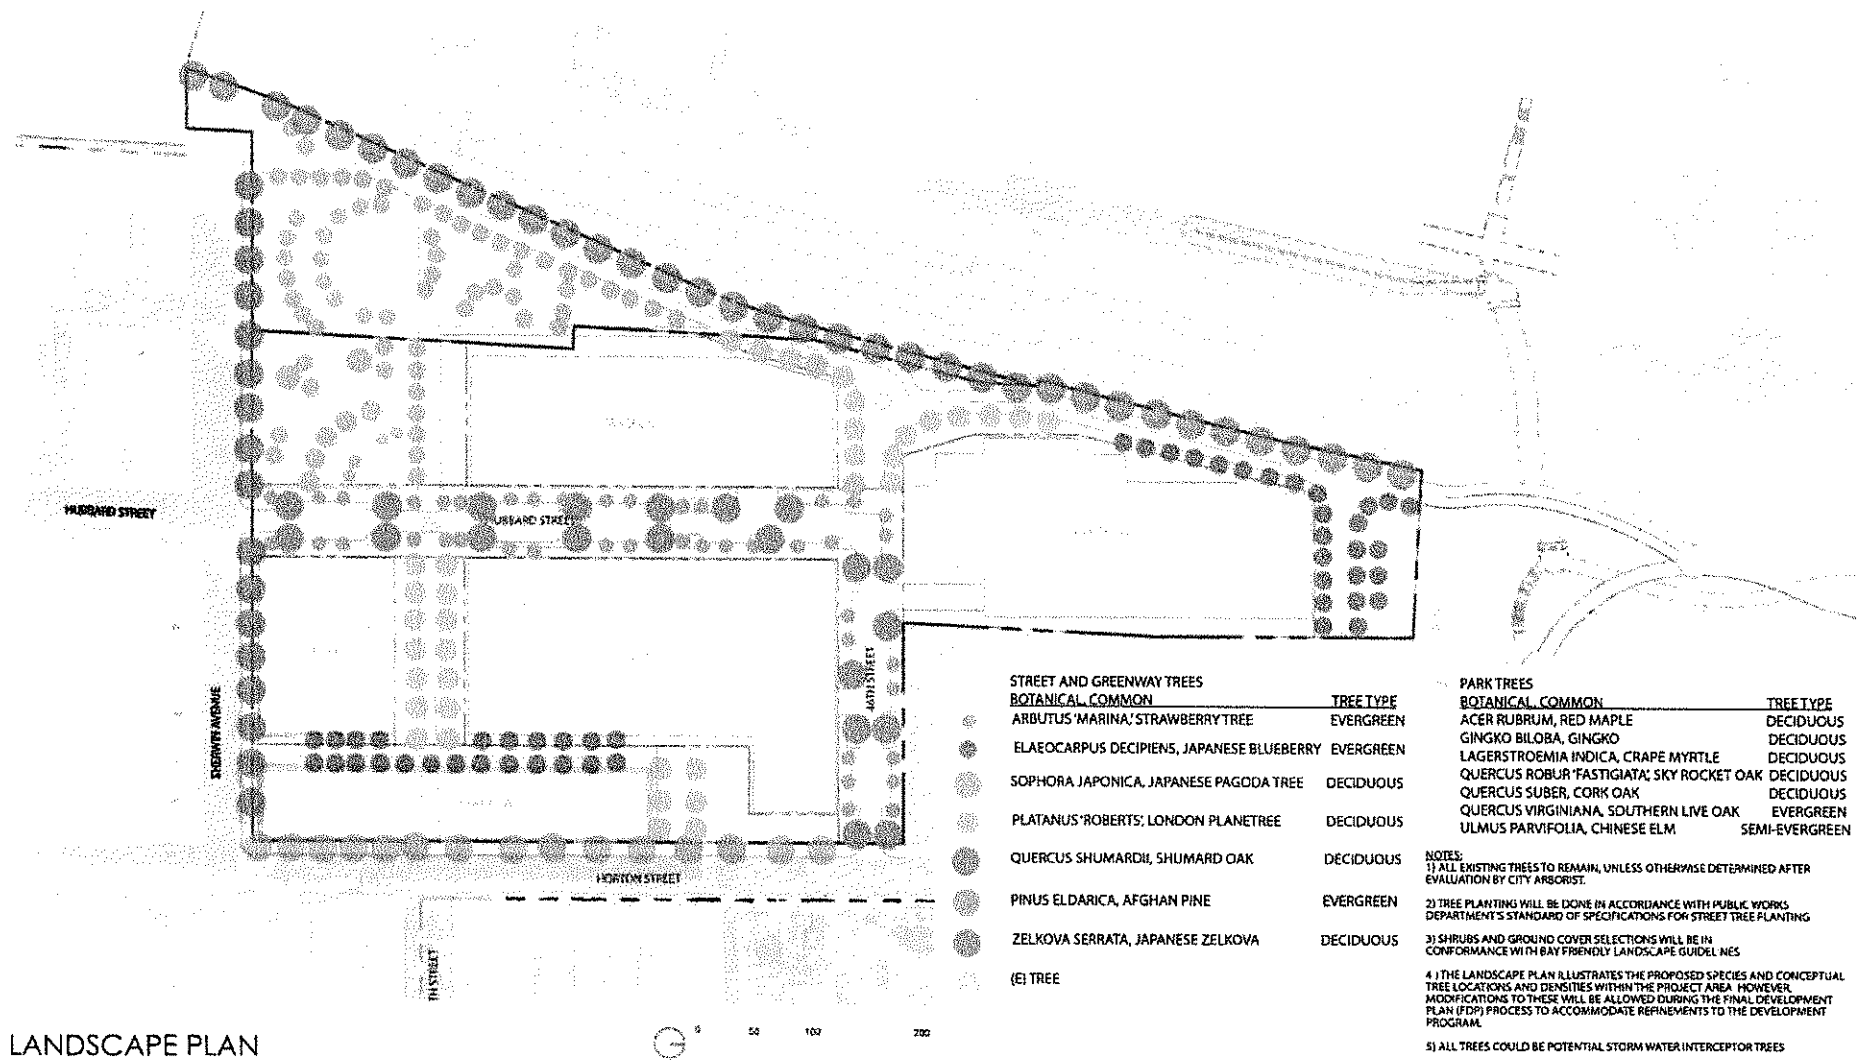 HUBBARD STREET
HUBBARD STREET
46TH STREET
SHERWIN AVENUE
HORTON STREET
TH STREET
STREET AND GREENWAY TREES
BOTANICAL, COMMON TREE TYPE
ARBUTUS 'MARINA,' STRAWBERRY TREE EVERGREEN
ELAEOCARPUS DECIPIENS, JAPANESE BLUEBERRY EVERGREEN
SOPHORA JAPONICA, JAPANESE PAGODA TREE DECIDUOUS
PLATANUS 'ROBERTS', LONDON PLANETREE DECIDUOUS
QUERCUS SHUMARDII, SHUMARD OAK DECIDUOUS
PINUS ELDARICA, AFGHAN PINE EVERGREEN
ZELKOVA SERRATA, JAPANESE ZELKOVA DECIDUOUS
(E) TREE
PARK TREES
BOTANICAL, COMMON TREE TYPE
ACER RUBRUM, RED MAPLE DECIDUOUS
GINGKO BILOBA, GINGKO DECIDUOUS
LAGERSTROEMIA INDICA, CRAPE MYRTLE DECIDUOUS
QUERCUS ROBUR 'FASTIGIATA', SKY ROCKET OAK DECIDUOUS
QUERCUS SUBER, CORK OAK DECIDUOUS
QUERCUS VIRGINIANA, SOUTHERN LIVE OAK EVERGREEN
ULMUS PARVIFOLIA, CHINESE ELM SEMI-EVERGREEN
NOTES:
1) ALL EXISTING TREES TO REMAIN, UNLESS OTHERWISE DETERMINED AFTER
EVALUATION BY CITY ARBORIST.
2) TREE PLANTING WILL BE DONE IN ACCORDANCE WITH PUBLIC WORKS
DEPARTMENT'S STANDARD OF SPECIFICATIONS FOR STREET TREE PLANTING
3) SHRUBS AND GROUND COVER SELECTIONS WILL BE IN
CONFORMANCE WITH BAY FRIENDLY LANDSCAPE GUIDELINES
4) THE LANDSCAPE PLAN ILLUSTRATES THE PROPOSED SPECIES AND CONCEPTUAL
TREE LOCATIONS AND DENSITIES WITHIN THE PROJECT AREA. HOWEVER,
MODIFICATIONS TO THESE WILL BE ALLOWED DURING THE FINAL DEVELOPMENT
PLAN (FDP) PROCESS TO ACCOMMODATE REFINEMENTS TO THE DEVELOPMENT
PROGRAM.
5) ALL TREES COULD BE POTENTIAL STORM WATER INTERCEPTOR TREES
0 50 100 200
LANDSCAPE PLAN